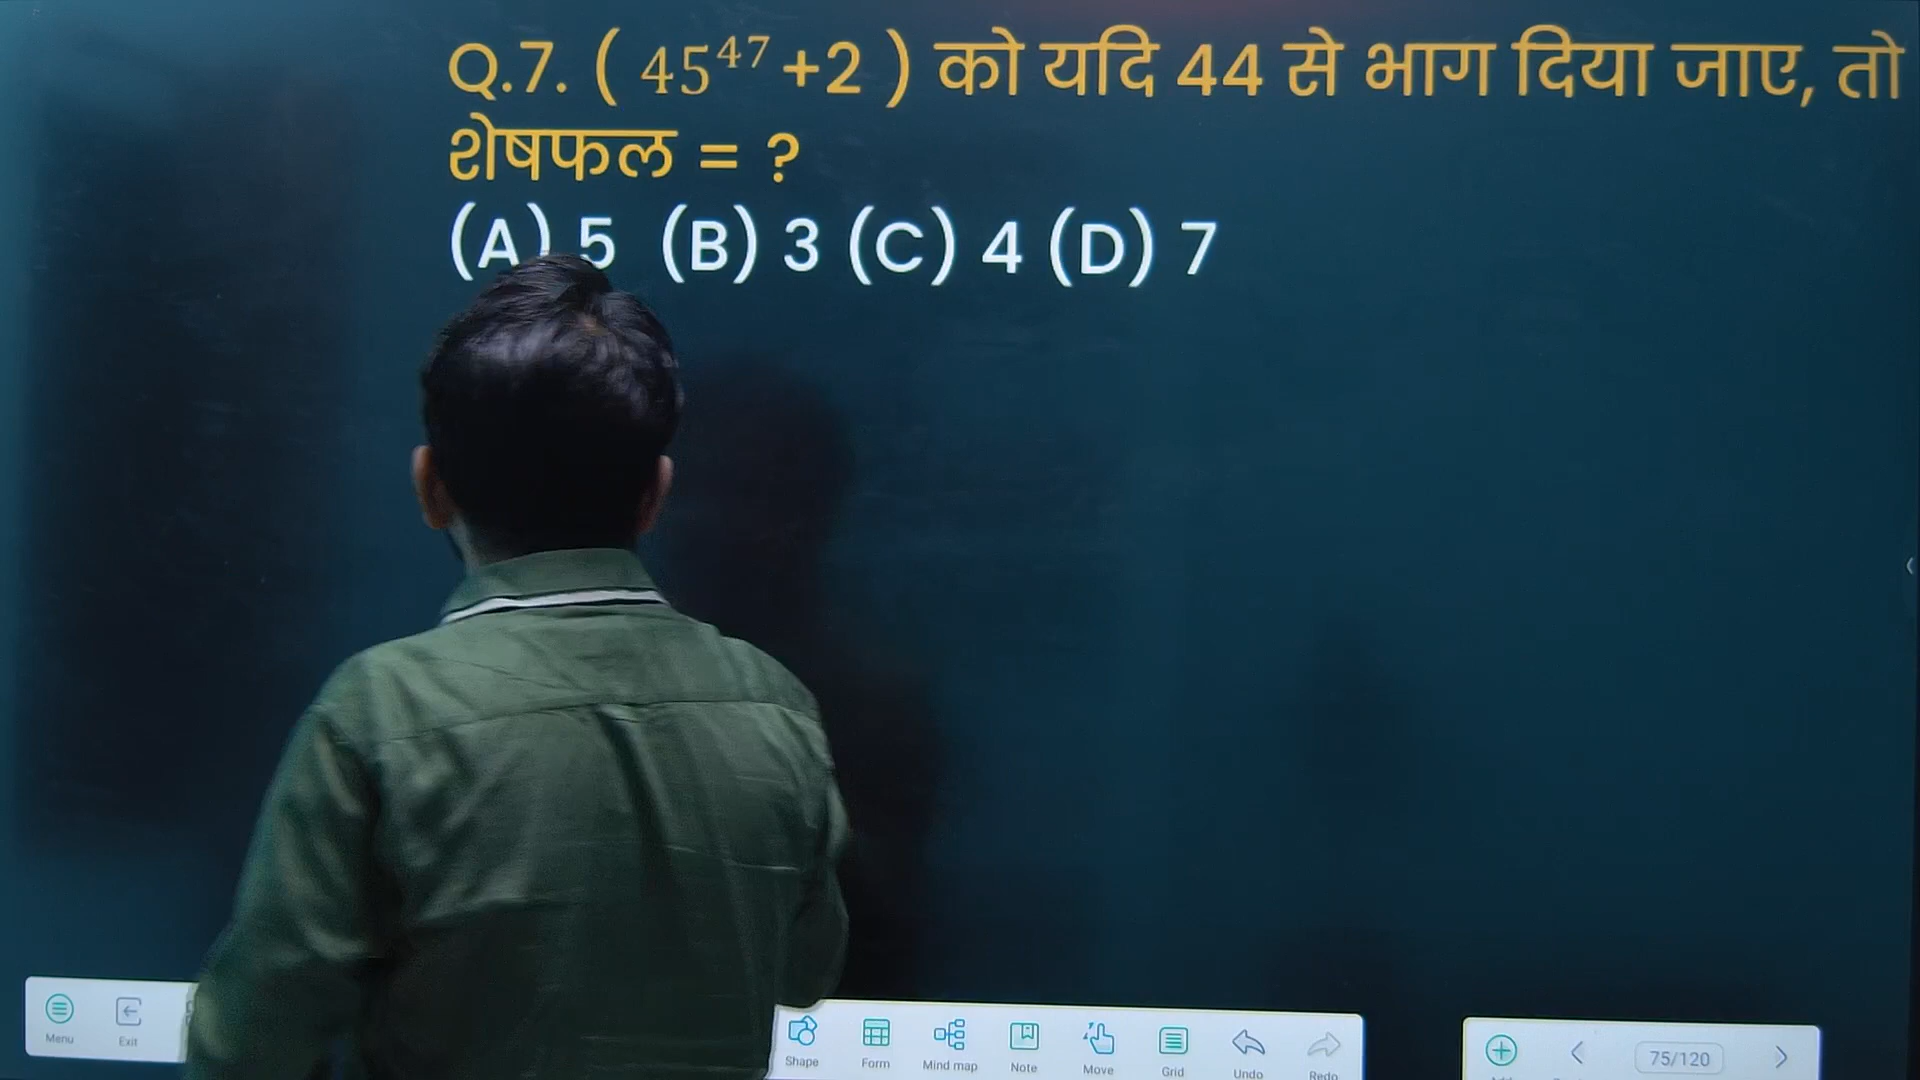 Q.7. ( 45⁴⁷ +2 ) को यदि 44 से भाग दिया जाए, तो
शेषफल = ?
(A) 5 (B) 3 (C) 4 (D) 7
Menu Exit Shape Form Mind map Note Move Grid Undo Redo 75/120